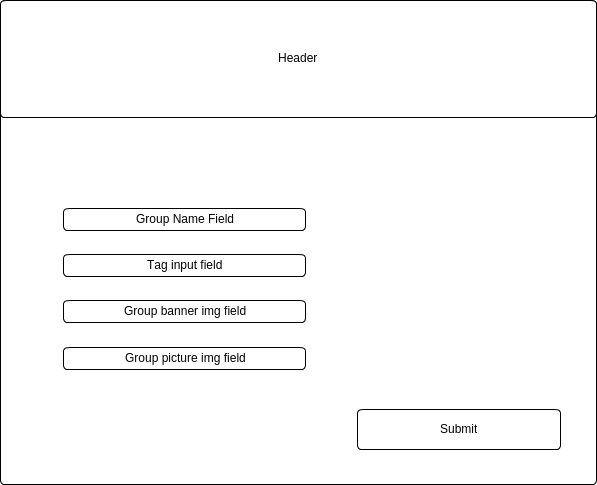 Header
Group Name Field
Tag input field
Group banner img field
Group picture img field
Submit